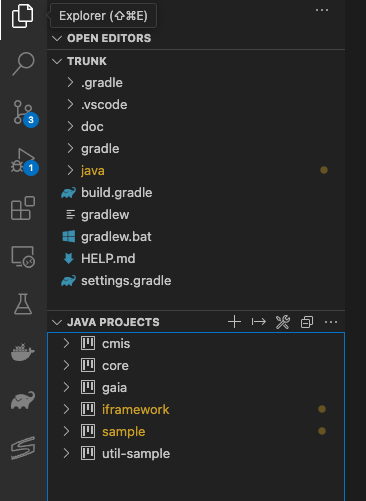 Explorer (⇧⌘E)
OPEN EDITORS
TRUNK
.gradle
.vscode
doc
gradle
java
build.gradle
gradlew
gradlew.bat
HELP.md
settings.gradle
3
1
JAVA PROJECTS
cmis
core
gaia
iframework
sample
util-sample